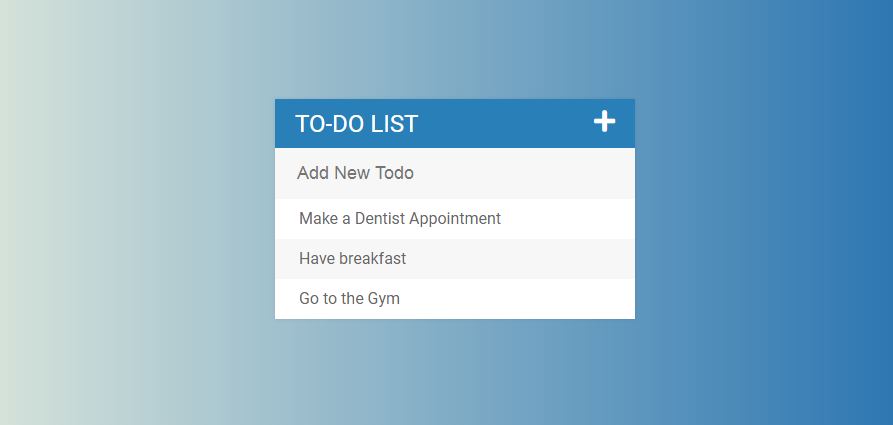 TO-DO LIST
Add New Todo
Make a Dentist Appointment
Have breakfast
Go to the Gym